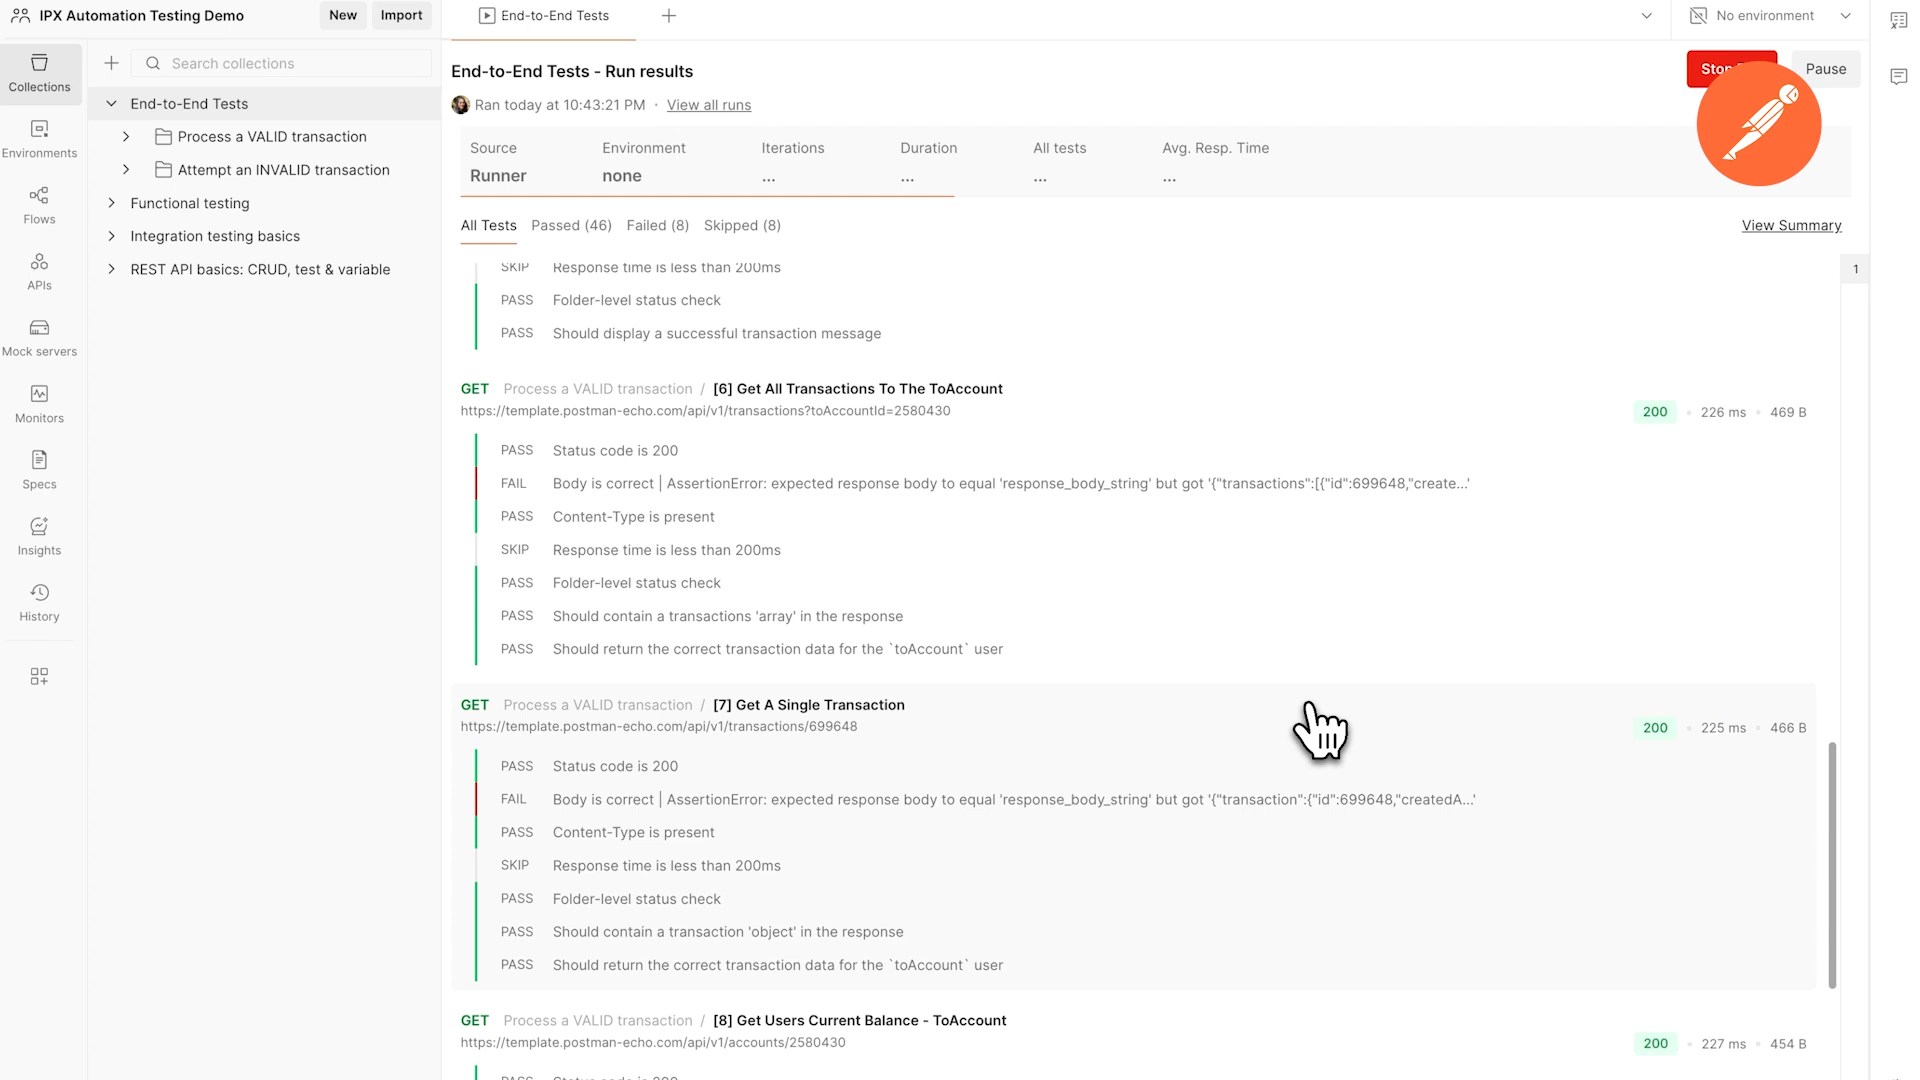 IPX Automation Testing Demo
New
Import
End-to-End Tests
No environment
Collections
Environments
Flows
APIs
Mock servers
Monitors
Specs
Insights
History
Search collections
End-to-End Tests
Process a VALID transaction
Attempt an INVALID transaction
Functional testing
Integration testing basics
REST API basics: CRUD, test & variable
End-to-End Tests - Run results
Pause
Ran today at 10:43:21 PM · View all runs
Source Environment Iterations Duration All tests Avg. Resp. Time
Runner none ... ... ... ...
All Tests Passed (46) Failed (8) Skipped (8) View Summary
1
SKIP Response time is less than 200ms
PASS Folder-level status check
PASS Should display a successful transaction message
GET Process a VALID transaction / [6] Get All Transactions To The ToAccount
https://template.postman-echo.com/api/v1/transactions?toAccountId=2580430
200 • 226 ms • 469 B
PASS Status code is 200
FAIL Body is correct | AssertionError: expected response body to equal 'response_body_string' but got '{"transactions":[{"id":699648,"create...'
PASS Content-Type is present
SKIP Response time is less than 200ms
PASS Folder-level status check
PASS Should contain a transactions 'array' in the response
PASS Should return the correct transaction data for the `toAccount` user
GET Process a VALID transaction / [7] Get A Single Transaction
https://template.postman-echo.com/api/v1/transactions/699648
200 • 225 ms • 466 B
PASS Status code is 200
FAIL Body is correct | AssertionError: expected response body to equal 'response_body_string' but got '{"transaction":{"id":699648,"createdA...'
PASS Content-Type is present
SKIP Response time is less than 200ms
PASS Folder-level status check
PASS Should contain a transaction 'object' in the response
PASS Should return the correct transaction data for the `toAccount` user
GET Process a VALID transaction / [8] Get Users Current Balance - ToAccount
https://template.postman-echo.com/api/v1/accounts/2580430
200 • 227 ms • 454 B